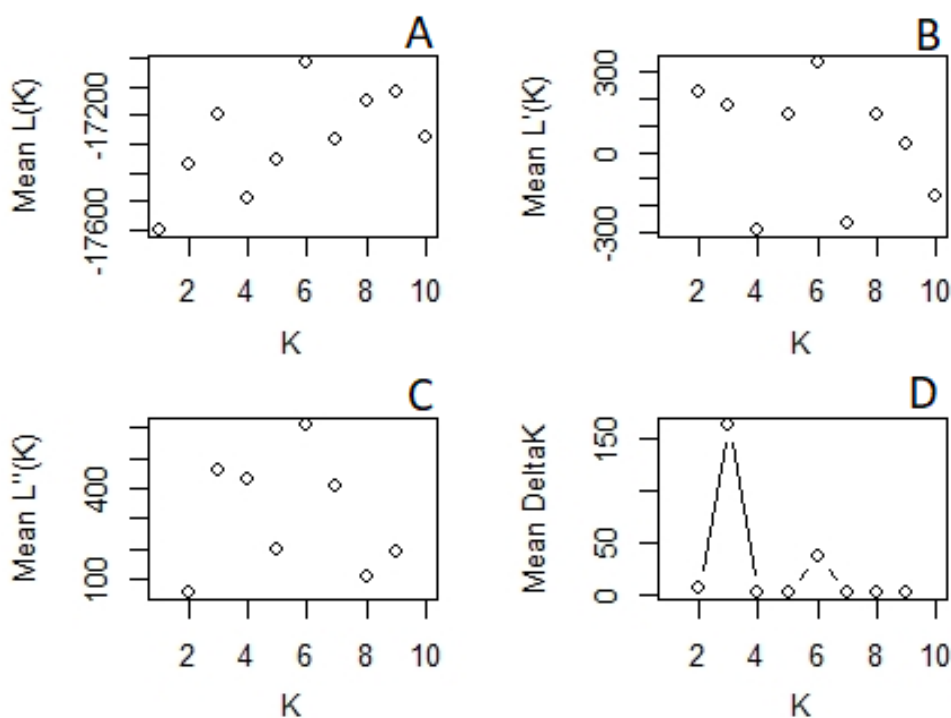 A
Mean L(K)
-17600
-17200
2 4 6 8 10
K
B
Mean L'(K)
-300
0
300
2 4 6 8 10
K
C
Mean L"(K)
100
400
2 4 6 8 10
K
D
Mean DeltaK
0
50
150
2 4 6 8 10
K